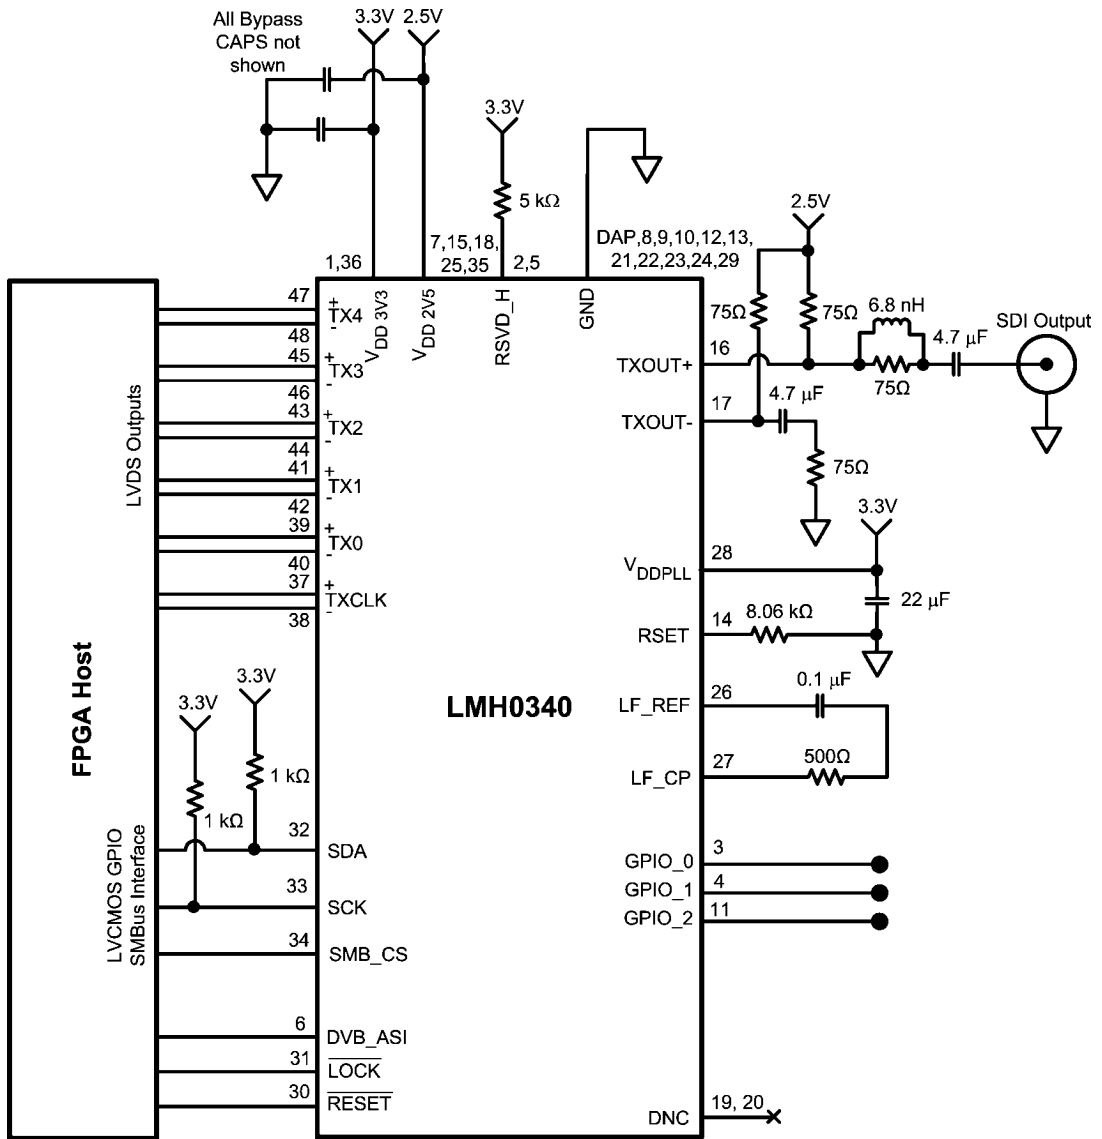 All Bypass
CAPS not
shown
3.3V
2.5V
3.3V
5 kΩ
1,36
7,15,18,
25,35
2,5
DAP,8,9,10,12,13,
21,22,23,24,29
2.5V
75Ω
75Ω
6.8 nH
4.7 µF
SDI Output
75Ω
VDD 3V3
VDD 2V5
RSVD_H
GND
47
+
TX4
-
48
45
+
TX3
-
46
43
+
TX2
-
44
41
+
TX1
-
42
39
+
TX0
-
40
37
+
TXCLK
-
38
LVDS Outputs
FPGA Host
LVCMOS GPIO
SMBus Interface
TXOUT+
16
TXOUT-
17
4.7 µF
75Ω
3.3V
VDDPLL
28
22 µF
RSET
14
8.06 kΩ
LMH0340
LF_REF
26
0.1 µF
LF_CP
27
500Ω
3.3V
3.3V
1 kΩ
1 kΩ
32
SDA
33
SCK
34
SMB_CS
GPIO_0
3
GPIO_1
4
GPIO_2
11
6
DVB_ASI
31
LOCK
30
RESET
DNC
19, 20